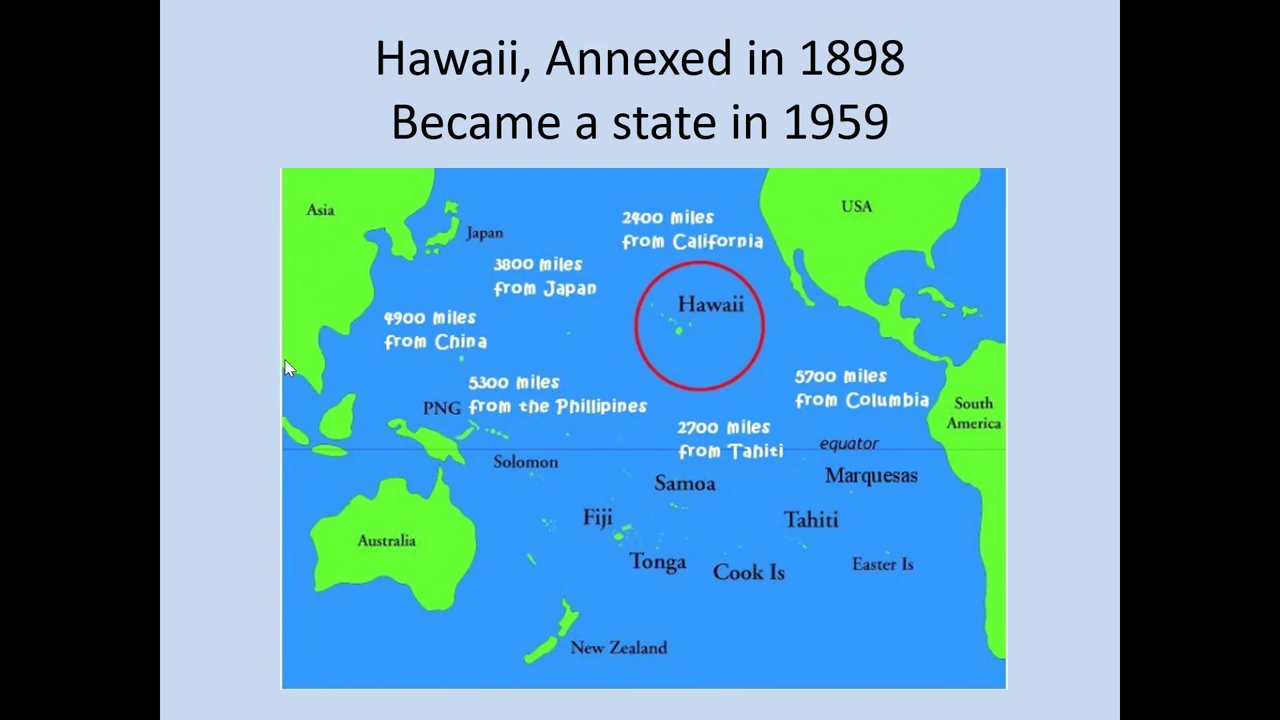 Hawaii, Annexed in 1898
Became a state in 1959
Asia
USA
2400 miles
from California
Japan
3800 miles
from Japan
Hawaii
4900 miles
from China
5300 miles
from the Phillipines
PNG
5700 miles
from Columbia
South
America
2700 miles
from Tahiti
equator
Solomon
Samoa
Marquesas
Fiji
Tahiti
Australia
Tonga
Cook Is
Easter Is
New Zealand